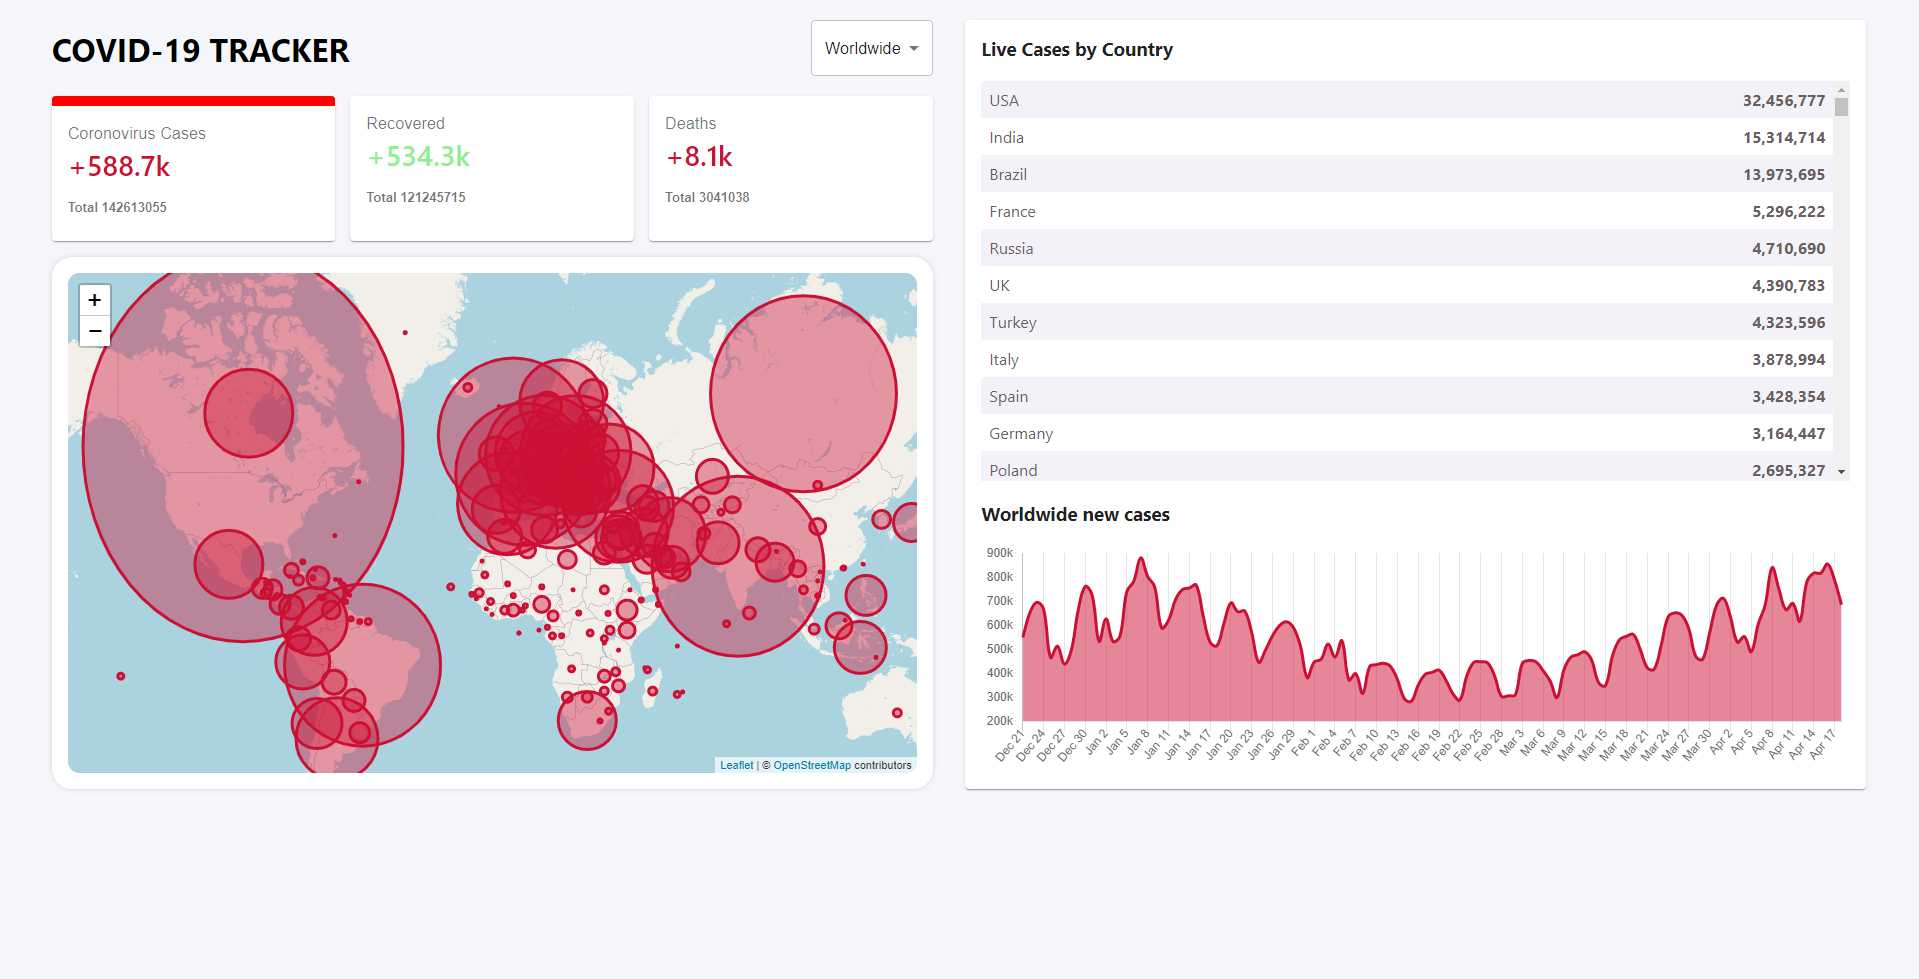 COVID-19 TRACKER
Worldwide
Coronovirus Cases
+588.7k
Total 142613055
Recovered
+534.3k
Total 121245715
Deaths
+8.1k
Total 3041038
+
−
Leaflet | © OpenStreetMap contributors
Live Cases by Country
USA 32,456,777
India 15,314,714
Brazil 13,973,695
France 5,296,222
Russia 4,710,690
UK 4,390,783
Turkey 4,323,596
Italy 3,878,994
Spain 3,428,354
Germany 3,164,447
Poland 2,695,327
Worldwide new cases
900k
800k
700k
600k
500k
400k
300k
200k
Dec 21 Dec 24 Dec 27 Dec 30 Jan 2 Jan 5 Jan 8 Jan 11 Jan 14 Jan 17 Jan 20 Jan 23 Jan 26 Jan 29 Feb 1 Feb 4 Feb 7 Feb 10 Feb 13 Feb 16 Feb 19 Feb 22 Feb 25 Feb 28 Mar 3 Mar 6 Mar 9 Mar 12 Mar 15 Mar 18 Mar 21 Mar 24 Mar 27 Mar 30 Apr 2 Apr 5 Apr 8 Apr 11 Apr 14 Apr 17